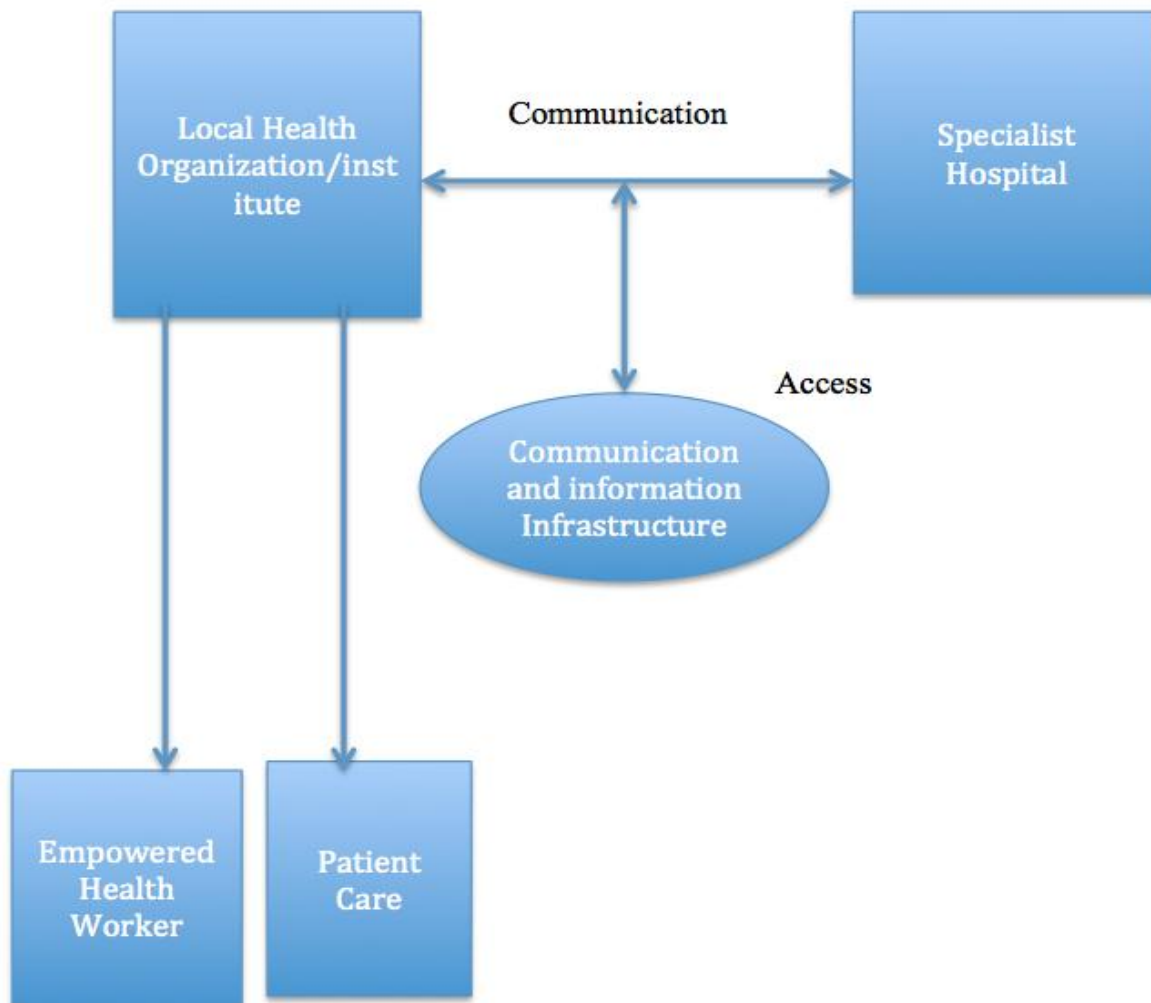 Local Health
Organization/inst
itute
Communication
Specialist
Hospital
Access
Communication
and information
Infrastructure
Empowered
Health
Worker
Patient
Care